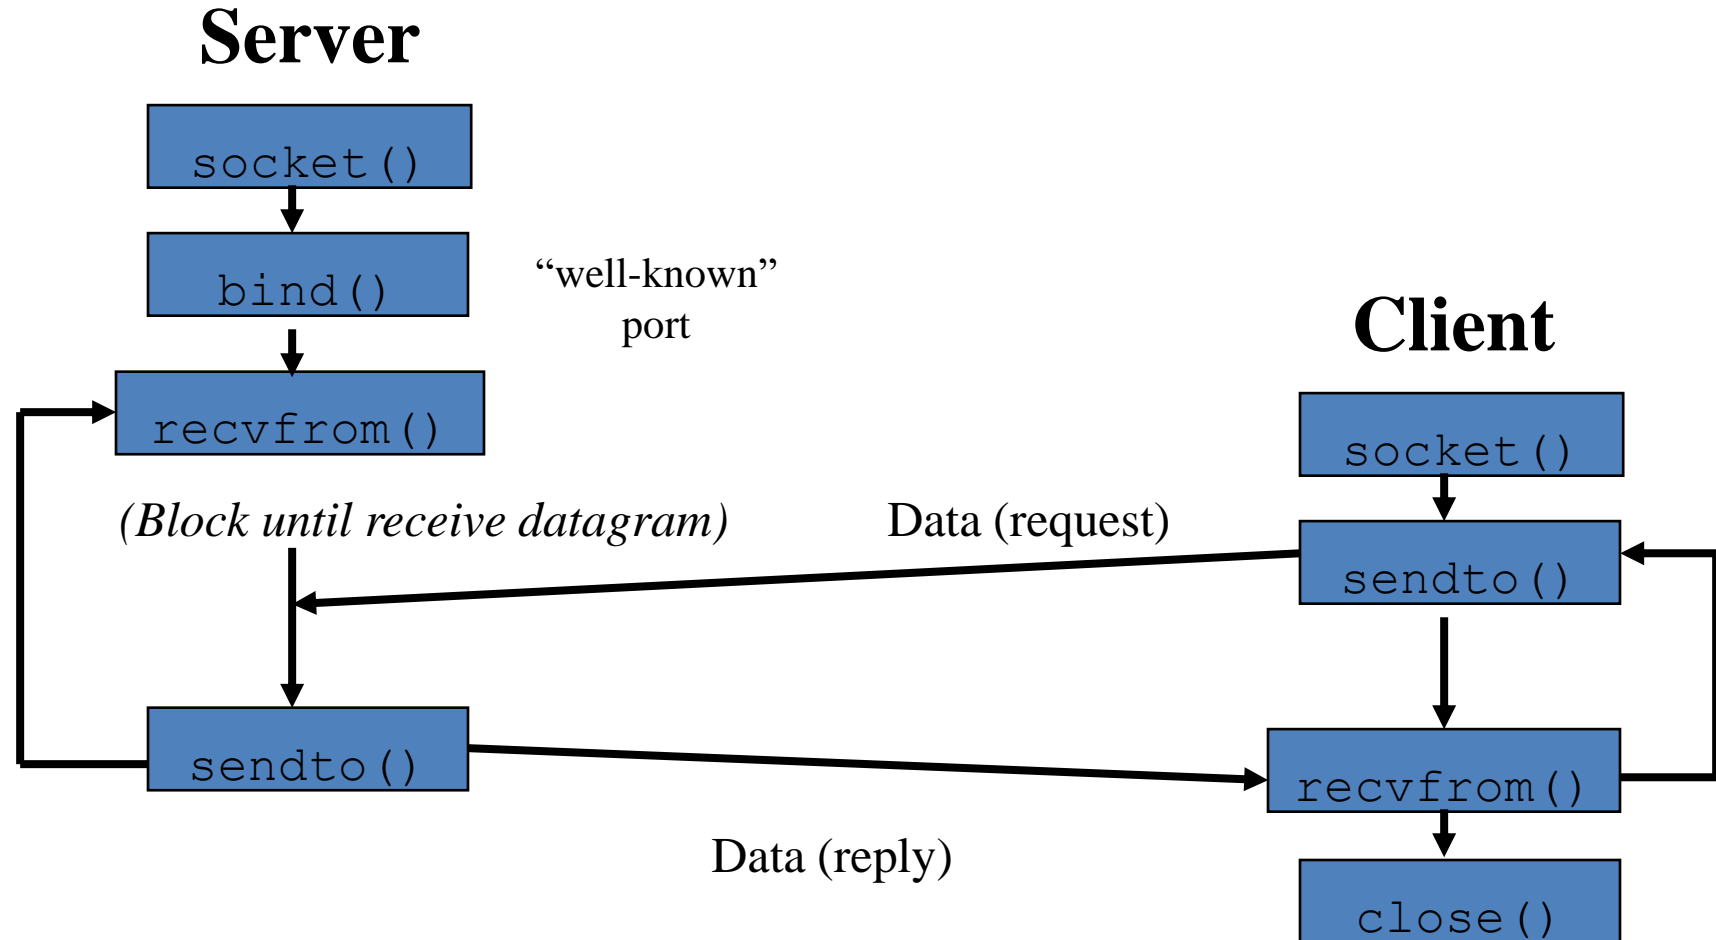 Server
socket()
bind()
“well-known”
port
recvfrom()
(Block until receive datagram)
sendto()
Client
socket()
Data (request)
sendto()
recvfrom()
Data (reply)
close()